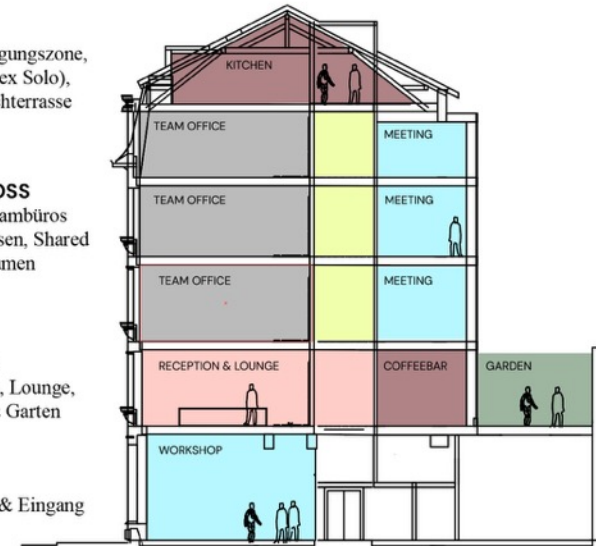 gungszone,
ex Solo),
hterrasse
OSS
ambüros
sen, Shared
umen
, Lounge,
Garten
& Eingang
KITCHEN
TEAM OFFICE
MEETING
TEAM OFFICE
MEETING
TEAM OFFICE
MEETING
RECEPTION & LOUNGE
COFFEEBAR
GARDEN
WORKSHOP